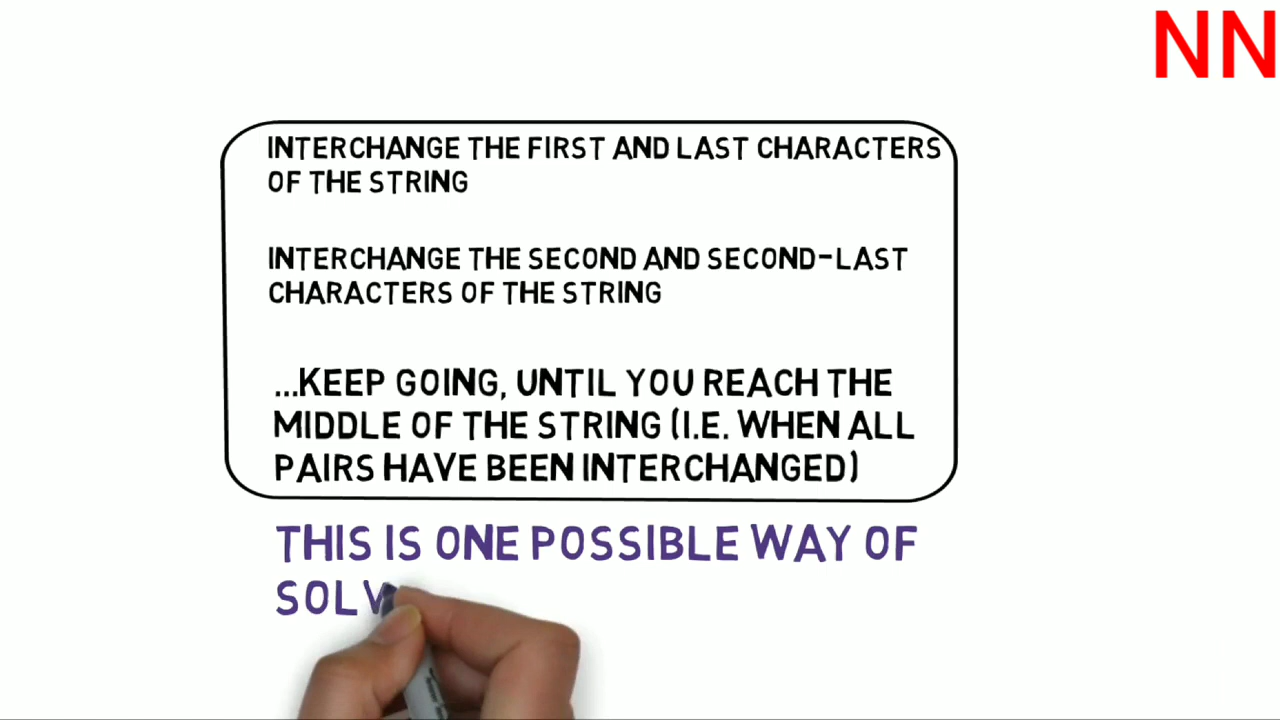 NN
INTERCHANGE THE FIRST AND LAST CHARACTERS
OF THE STRING
INTERCHANGE THE SECOND AND SECOND-LAST
CHARACTERS OF THE STRING
...KEEP GOING, UNTIL YOU REACH THE
MIDDLE OF THE STRING (I.E. WHEN ALL
PAIRS HAVE BEEN INTERCHANGED)
THIS IS ONE POSSIBLE WAY OF
SOLV